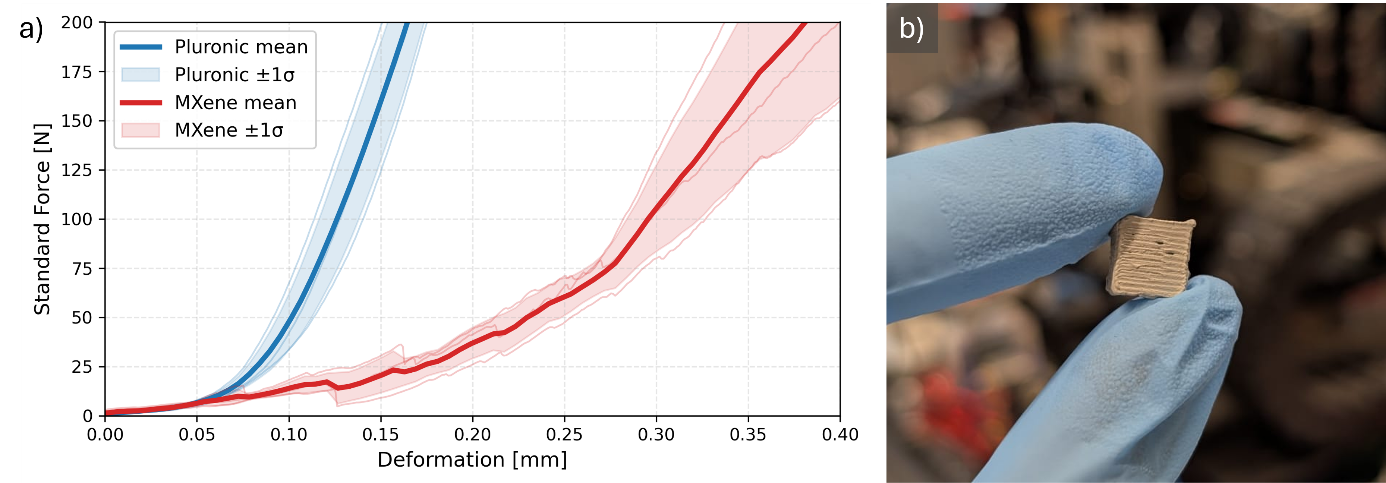 a)
200
175
150
125
100
75
50
25
0
Standard Force [N]
Pluronic mean
Pluronic ±1σ
MXene mean
MXene ±1σ
0.00 0.05 0.10 0.15 0.20 0.25 0.30 0.35 0.40
Deformation [mm]
b)